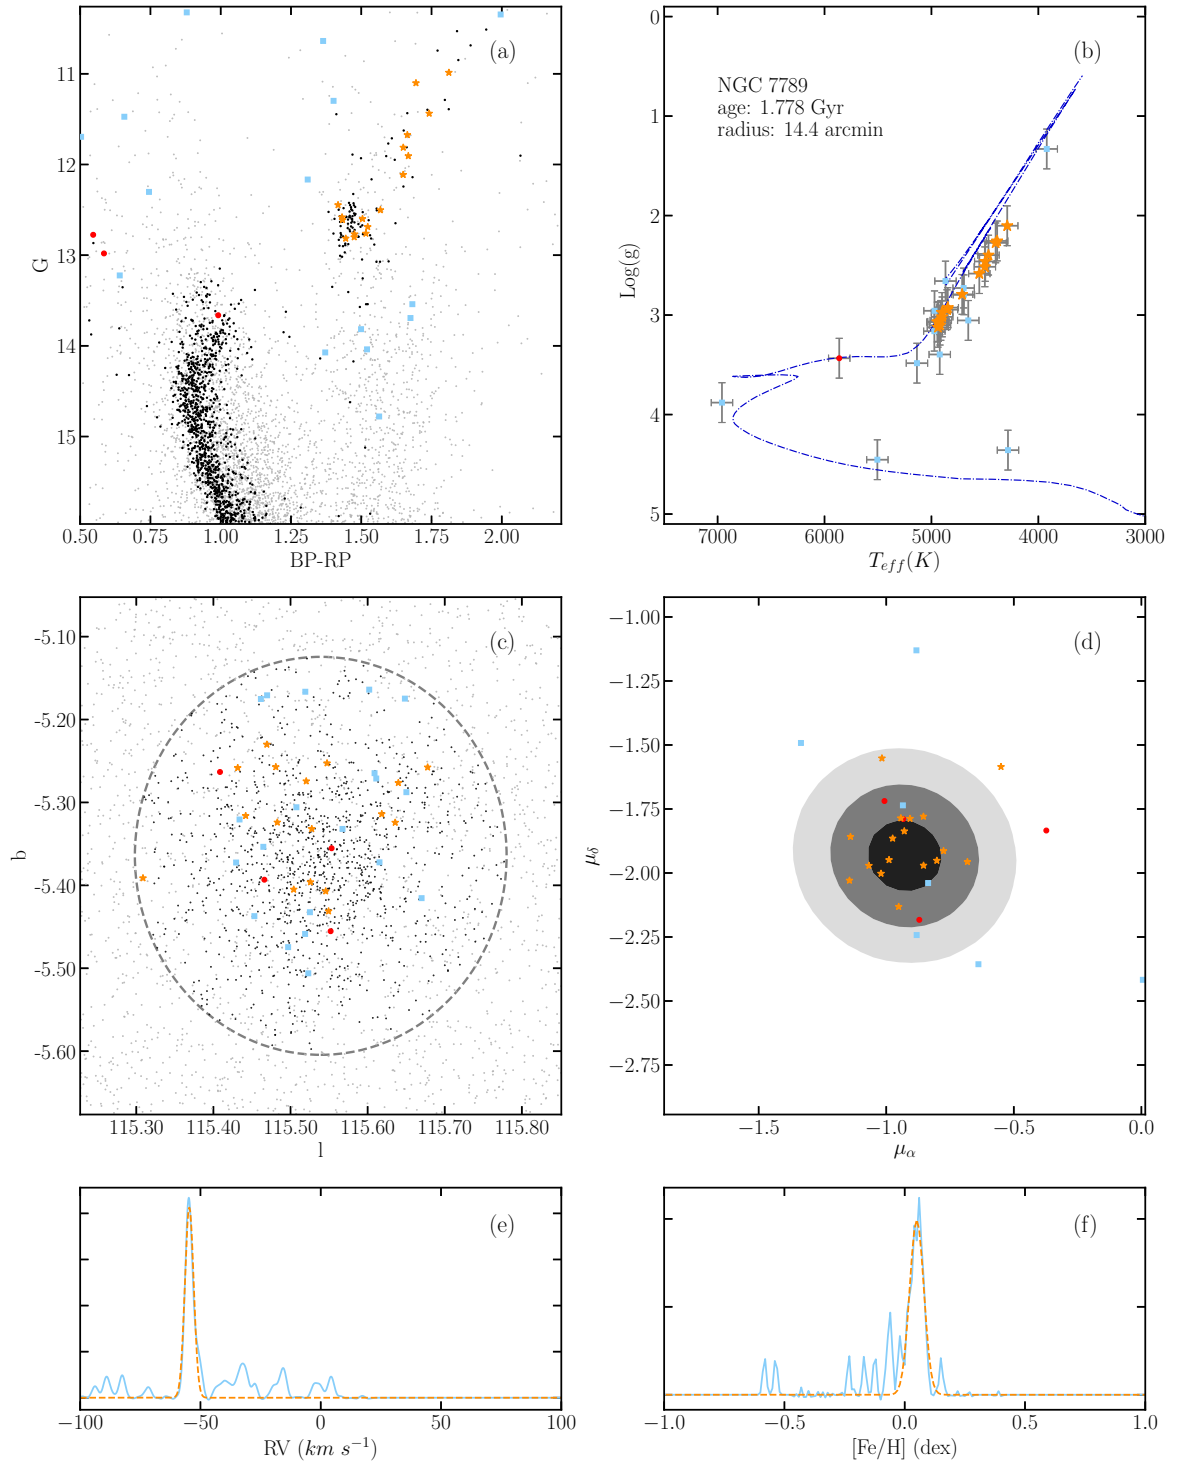 (a)
11
12
13
14
15
G
0.50 0.75 1.00 1.25 1.50 1.75 2.00
BP-RP
(b)
NGC 7789
age: 1.778 Gyr
radius: 14.4 arcmin
0
1
2
3
4
5
Log(g)
7000 6000 5000 4000 3000
T_{eff}(K)
(c)
-5.10
-5.20
-5.30
-5.40
-5.50
-5.60
b
115.30 115.40 115.50 115.60 115.70 115.80
l
(d)
−1.00
−1.25
−1.50
−1.75
−2.00
−2.25
−2.50
−2.75
μ_δ
−1.5 −1.0 −0.5 0.0
μ_α
(e)
−100 −50 0 50 100
RV (km s^{−1})
(f)
−1.0 −0.5 0.0 0.5 1.0
[Fe/H] (dex)